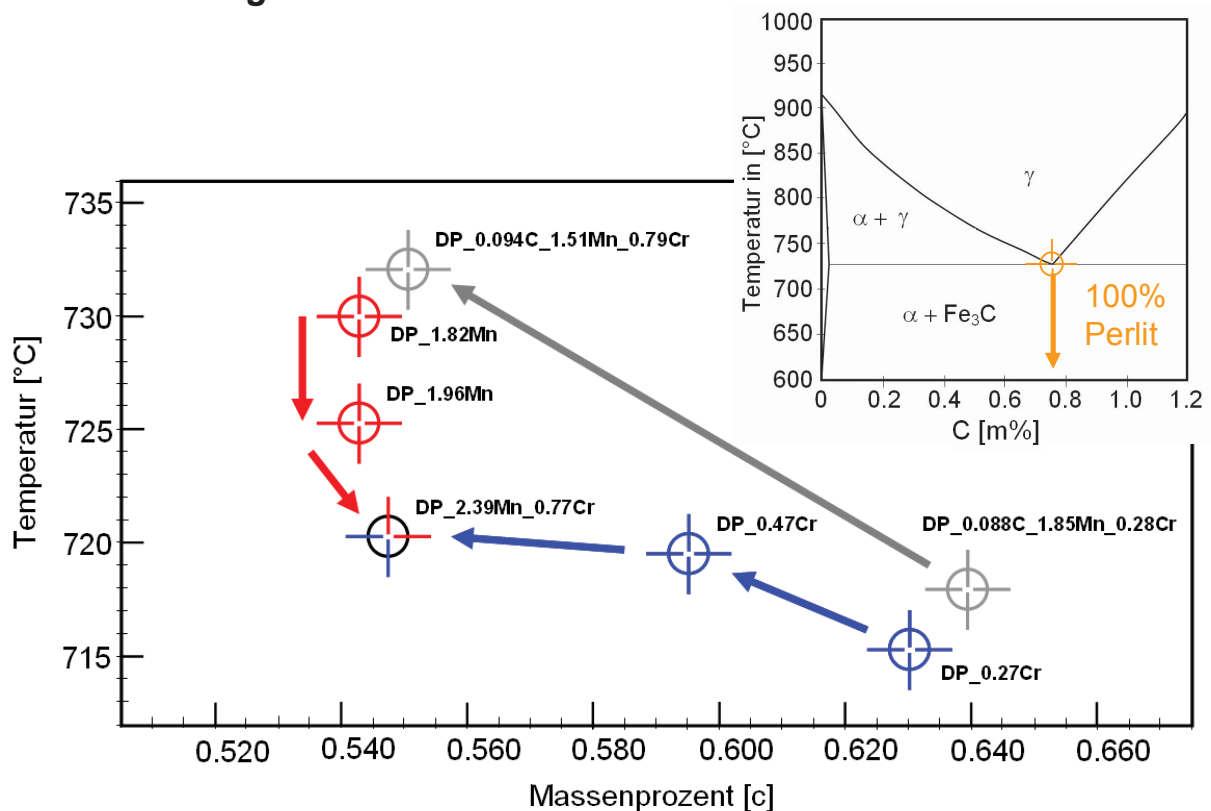 1000
950
900
850
800
750
700
650
600
Temperatur in [°C]
γ
α + γ
α + Fe3C
100%
Perlit
0
0.2
0.4
0.6
0.8
1.0
1.2
C [m%]
735
730
725
720
715
Temperatur [°C]
DP_0.094C_1.51Mn_0.79Cr
DP_1.82Mn
DP_1.96Mn
DP_2.39Mn_0.77Cr
DP_0.47Cr
DP_0.088C_1.85Mn_0.28Cr
DP_0.27Cr
0.520
0.540
0.560
0.580
0.600
0.620
0.640
0.660
Massenprozent [c]